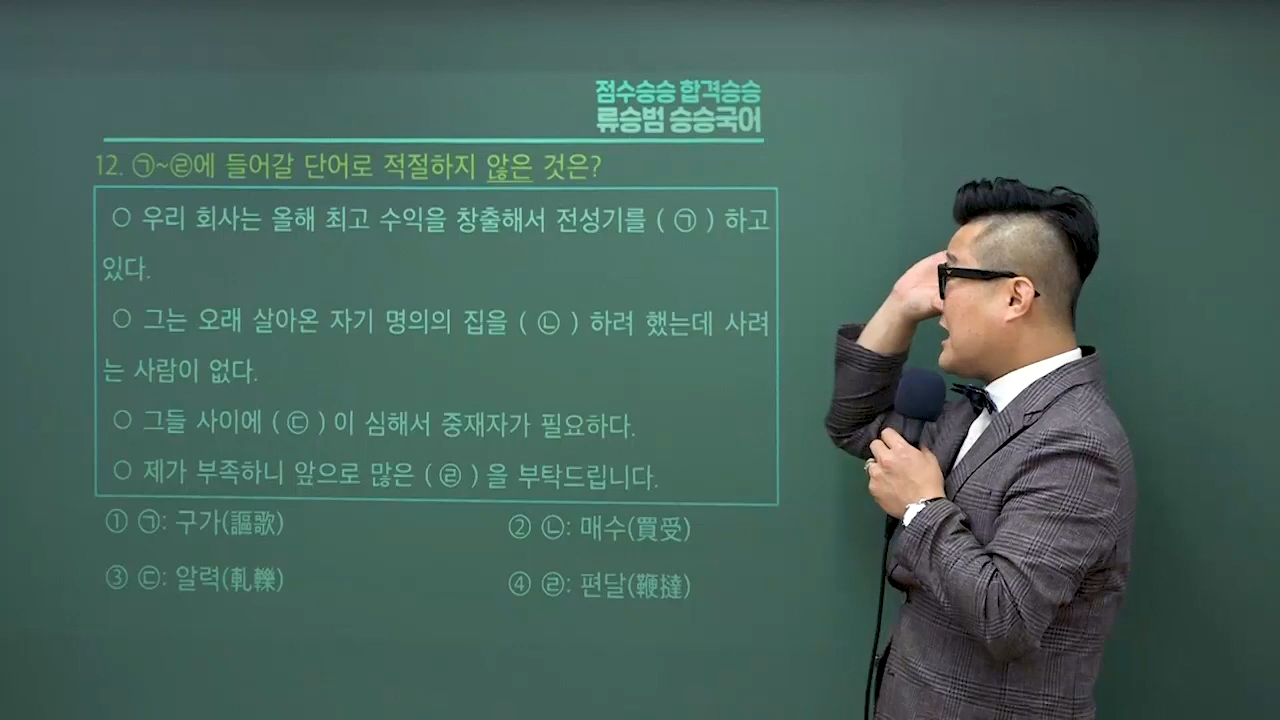 점수승승 합격승승
류승범 승승국어
12. ㉠~㉣에 들어갈 단어로 적절하지 않은 것은?
○ 우리 회사는 올해 최고 수익을 창출해서 전성기를 ( ㉠ ) 하고
있다.
○ 그는 오래 살아온 자기 명의의 집을 ( ㉡ ) 하려 했는데 사려
는 사람이 없다.
○ 그들 사이에 ( ㉢ ) 이 심해서 중재자가 필요하다.
○ 제가 부족하니 앞으로 많은 ( ㉣ ) 을 부탁드립니다.
① ㉠: 구가(謳歌)
② ㉡: 매수(買受)
③ ㉢: 알력(軋轢)
④ ㉣: 편달(鞭撻)